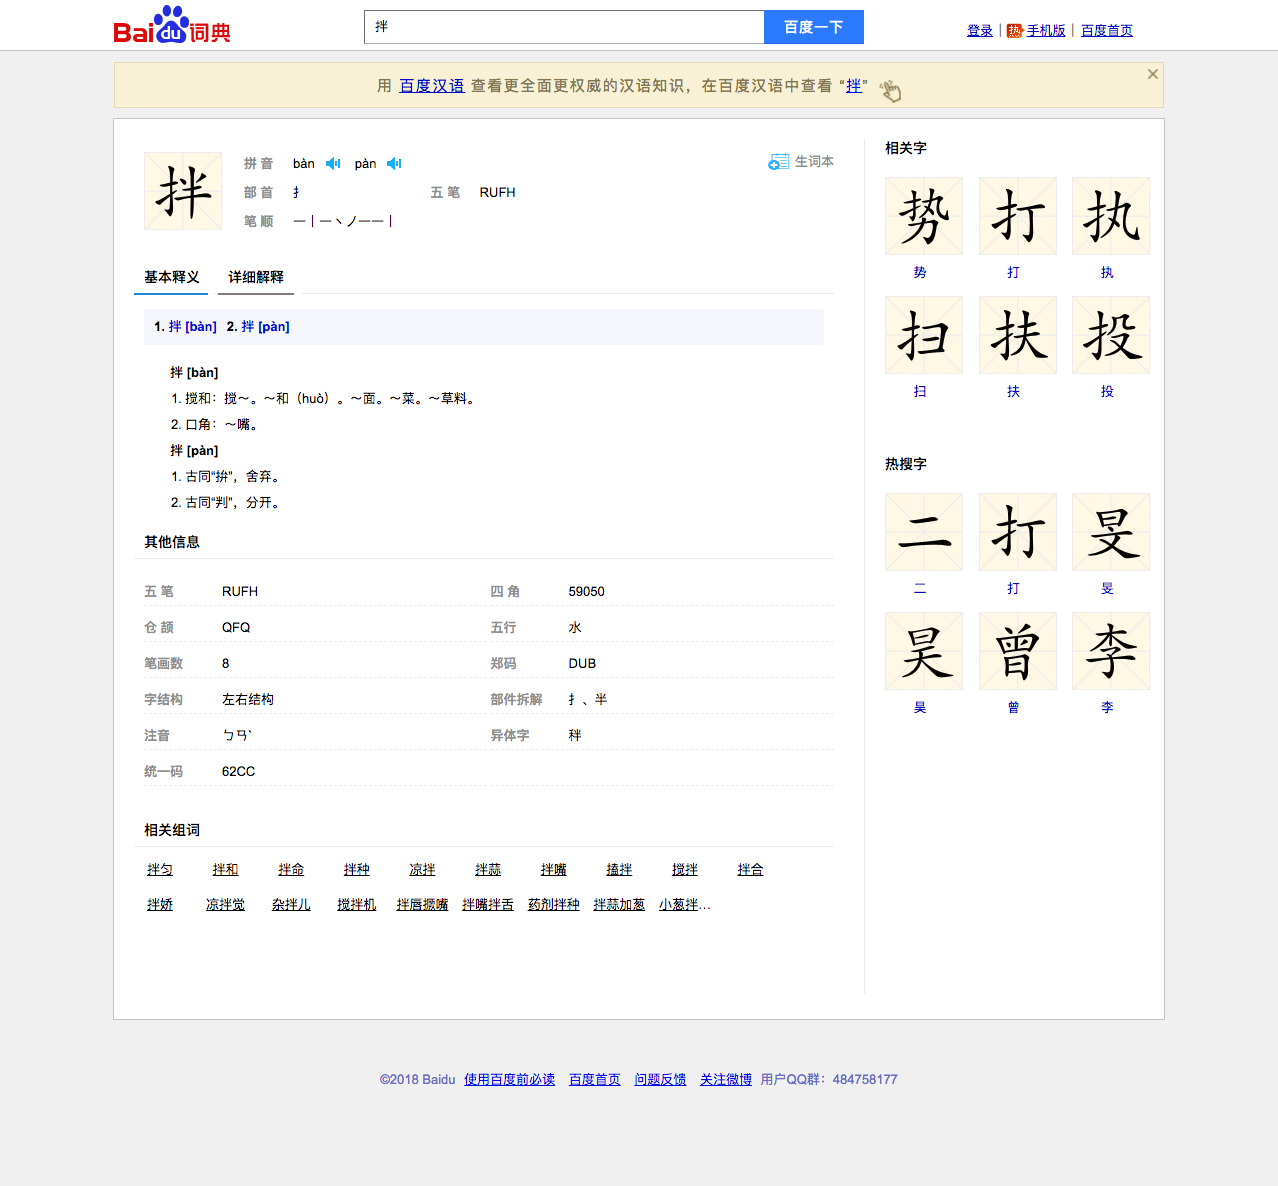 Bai du 词典
拌
百度一下
登录 | 热 手机版 | 百度首页
用 百度汉语 查看更全面更权威的汉语知识，在百度汉语中查看 “拌”
拌
拼 音 bàn pàn
生词本
部 首 扌 五 笔 RUFH
笔 顺 一丨一丶ノ一一丨
基本释义 详细解释
1. 拌 [bàn] 2. 拌 [pàn]
拌 [bàn]
1. 搅和：搅～。～和（huò）。～面。～菜。～草料。
2. 口角：～嘴。
拌 [pàn]
1. 古同“拚”，舍弃。
2. 古同“判”，分开。
其他信息
五 笔 RUFH 四 角 59050
仓 颉 QFQ 五行 水
笔画数 8 郑码 DUB
字结构 左右结构 部件拆解 扌、半
注音 ㄅㄢˋ 异体字 秚
统一码 62CC
相关组词
拌匀 拌和 拌命 拌种 凉拌 拌蒜 拌嘴 搕拌 搅拌 拌合
拌娇 凉拌觉 杂拌儿 搅拌机 拌唇撅嘴 拌嘴拌舌 药剂拌种 拌蒜加葱 小葱拌…
相关字
势 打 执
势 打 执
扫 扶 投
扫 扶 投
热搜字
二 打 旻
二 打 旻
昊 曾 李
昊 曾 李
©2018 Baidu 使用百度前必读 百度首页 问题反馈 关注微博 用户QQ群：484758177